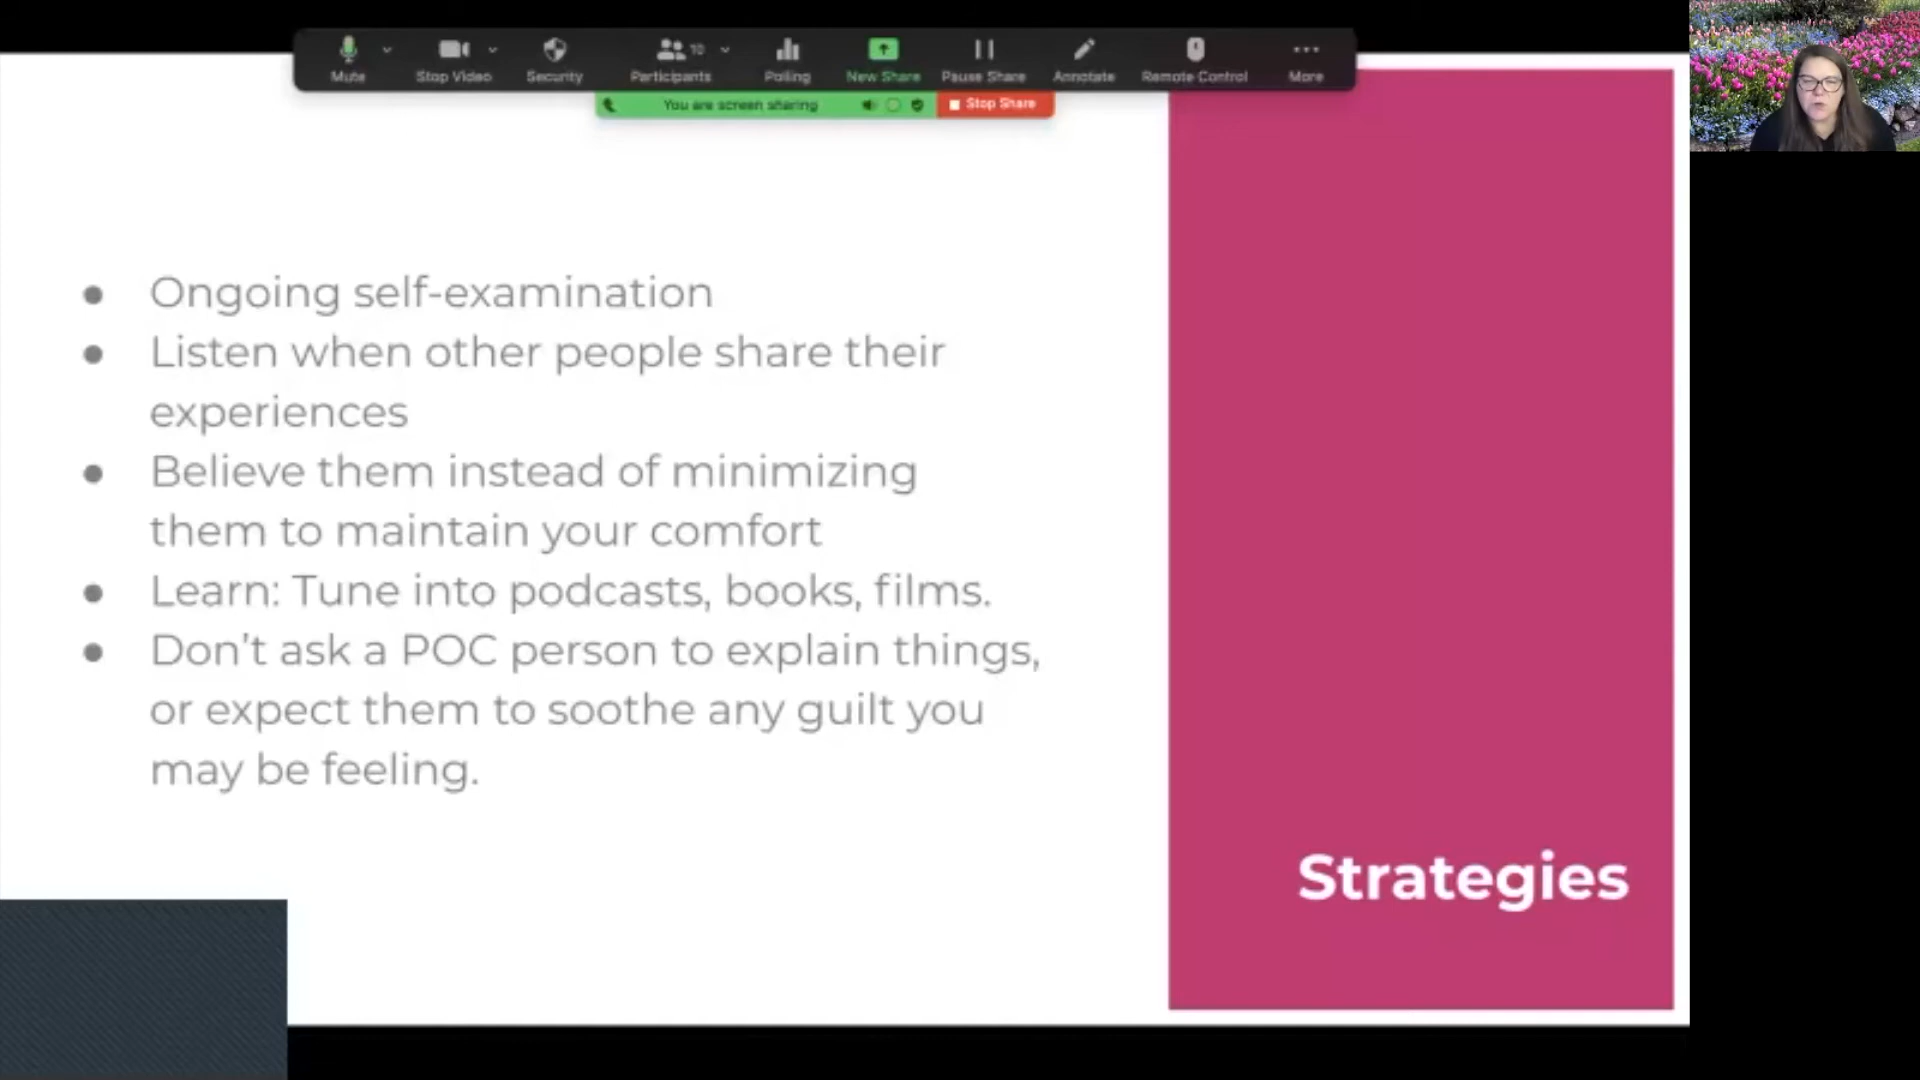 Mute
Stop Video
Security
Participants
10
Polling
New Share
Pause Share
Annotate
Remote Control
More
You are screen sharing
Stop Share
● Ongoing self-examination
● Listen when other people share their
experiences
● Believe them instead of minimizing
them to maintain your comfort
● Learn: Tune into podcasts, books, films.
● Don't ask a POC person to explain things,
or expect them to soothe any guilt you
may be feeling.
Strategies